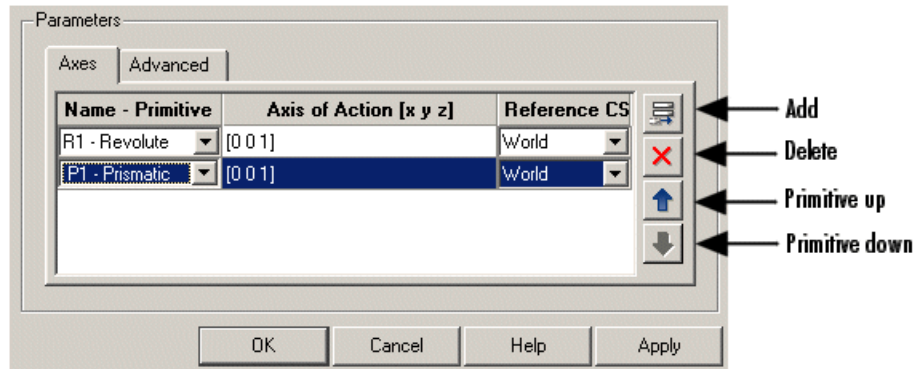 Parameters
Axes Advanced
Name - Primitive Axis of Action [x y z] Reference CS
R1 - Revolute [0 0 1] World
P1 - Prismatic [0 0 1] World
Add
Delete
Primitive up
Primitive down
OK Cancel Help Apply